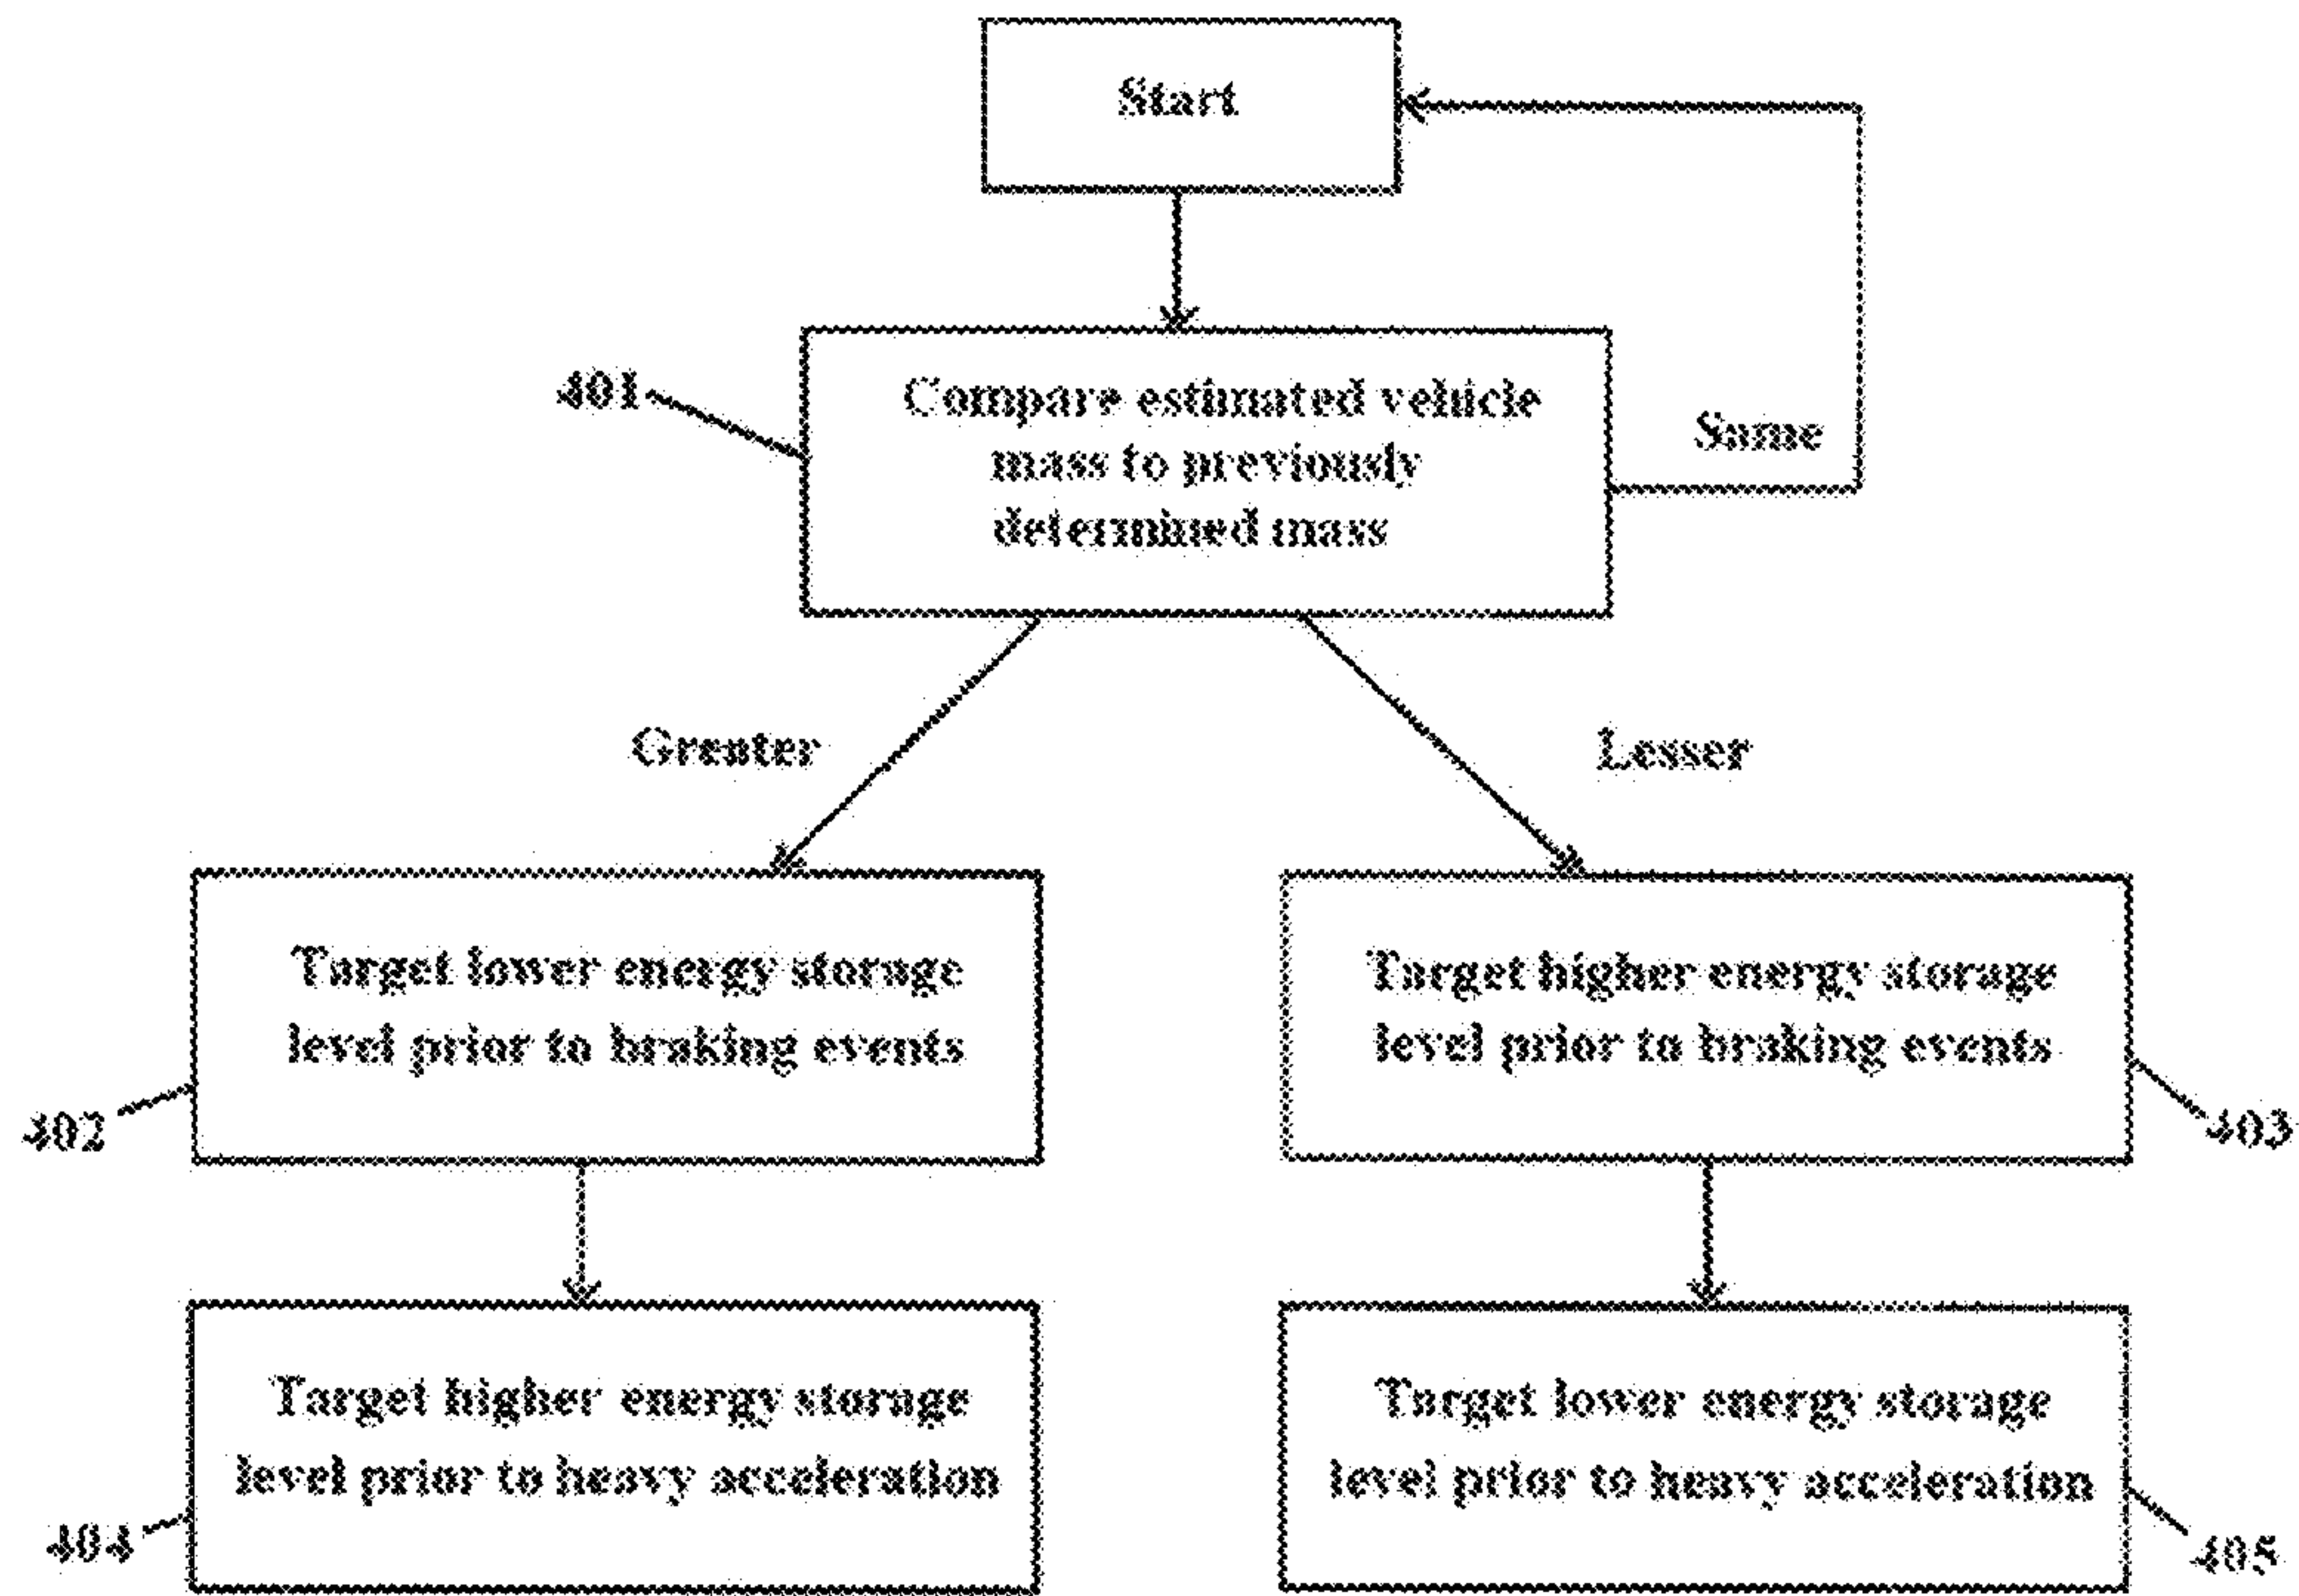 Start
401
Compare estimated vehicle
mass to previously
determined mass
Same
Greater
Lesser
Target lower energy storage
level prior to braking events
402
Target higher energy storage
level prior to braking events
403
Target higher energy storage
level prior to heavy acceleration
404
Target lower energy storage
level prior to heavy acceleration
405